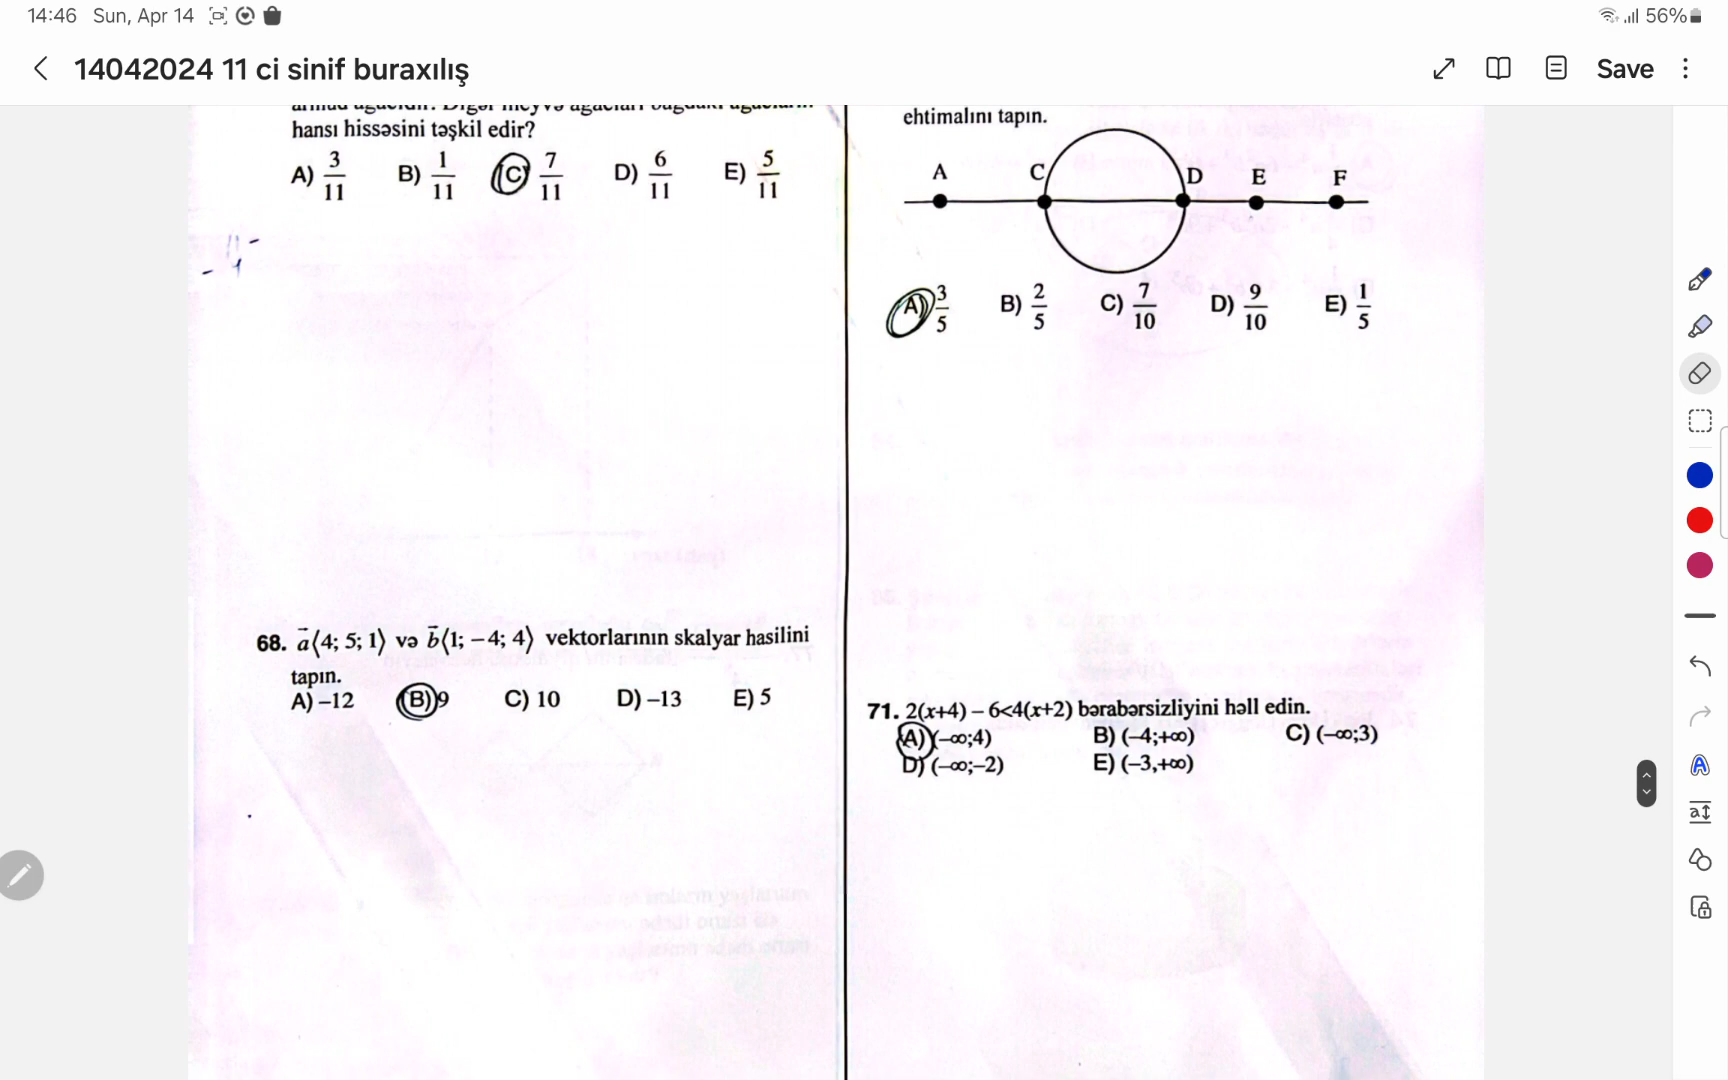 14:46 Sun, Apr 14
56%
14042024 11 ci sinif buraxılış
Save
hansı hissəsini təşkil edir?
A) 3/11 B) 1/11 C) 7/11 D) 6/11 E) 5/11
68. a⃗⟨4; 5; 1⟩ və b⃗⟨1; –4; 4⟩ vektorlarının skalyar hasilini
tapın.
A) –12 B) 9 C) 10 D) –13 E) 5
ehtimalını tapın.
A C D E F
A) 3/5 B) 2/5 C) 7/10 D) 9/10 E) 1/5
71. 2(x+4) – 6<4(x+2) bərabərsizliyini həll edin.
A) (–∞;4) B) (–4;+∞) C) (–∞;3)
D) (–∞;–2) E) (–3,+∞)